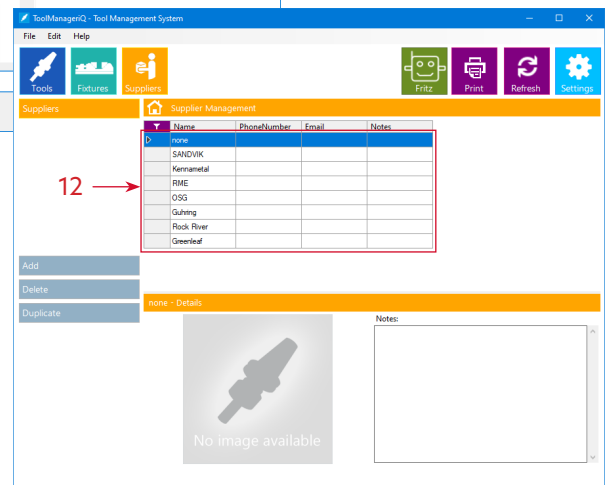 ToolManageriQ - Tool Management System
File Edit Help
Tools Fixtures Suppliers Fritz Print Refresh Settings
Suppliers
Supplier Management
Name PhoneNumber Email Notes
none
SANDVIK
Kennametal
RME
OSG
Guhring
Rock River
Greenleaf
12
Add
Delete
Duplicate
none - Details
No image available
Notes: